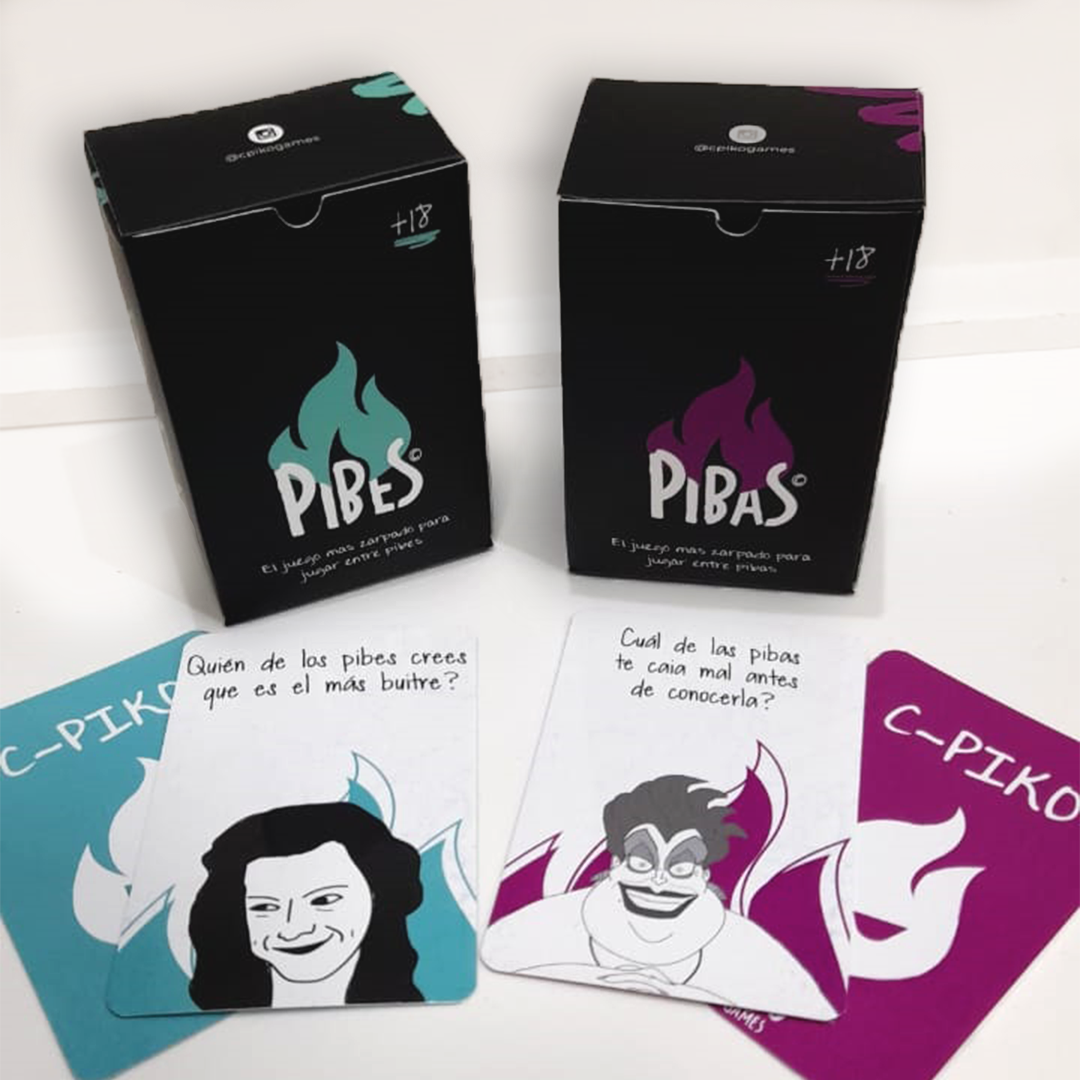 @cpikogames
+18
PIBES©
El juego mas zarpado para
jugar entre pibes
@cpikogames
+18
PIBAS©
El juego mas zarpado para
jugar entre pibas
C-PIKO
Quién de los pibes crees
que es el más buitre?
Cuál de las pibas
te caia mal antes
de conocerla?
C-PIKO
GAMES